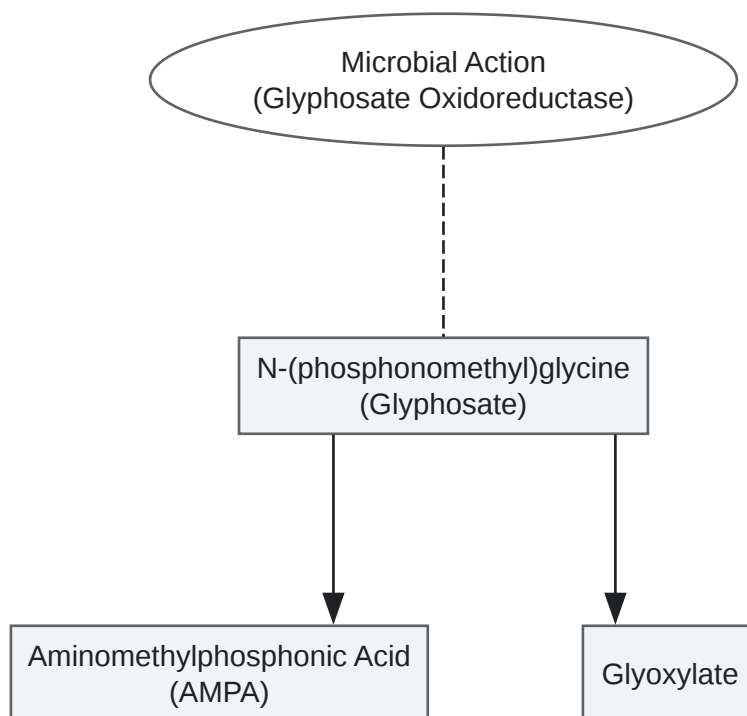 Microbial Action
(Glyphosate Oxidoreductase)
N-(phosphonomethyl)glycine
(Glyphosate)
Aminomethylphosphonic Acid
(AMPA)
Glyoxylate